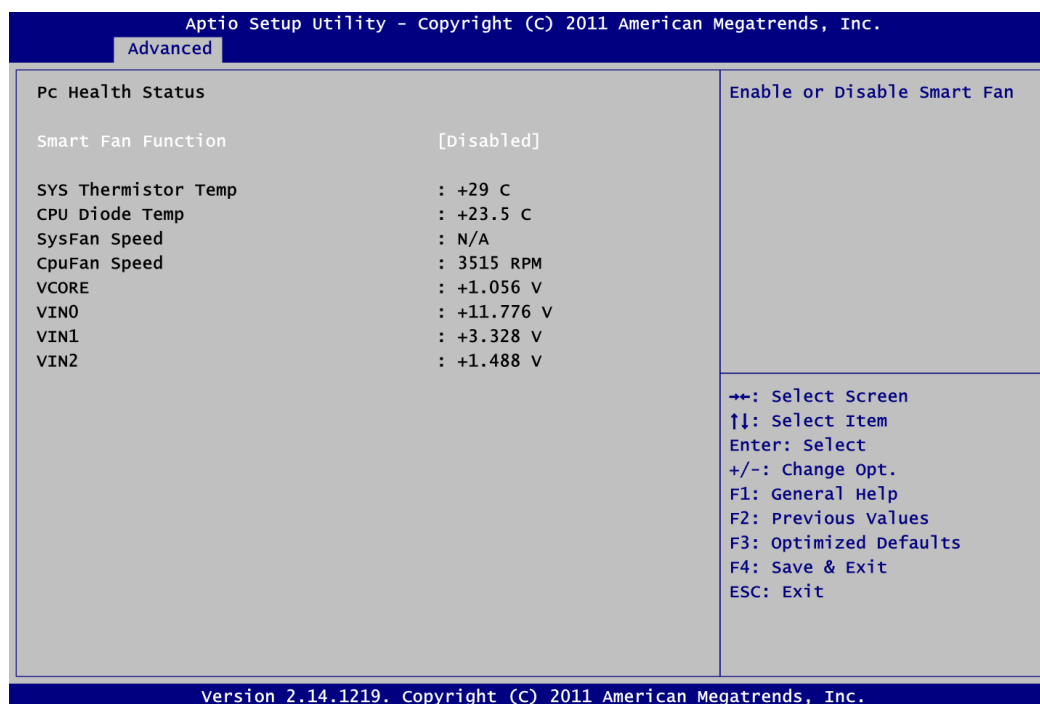 Aptio Setup Utility - Copyright (C) 2011 American Megatrends, Inc.
Advanced
Pc Health Status
Smart Fan Function [Disabled]
SYS Thermistor Temp : +29 C
CPU Diode Temp : +23.5 C
SysFan Speed : N/A
CpuFan Speed : 3515 RPM
VCORE : +1.056 V
VIN0 : +11.776 V
VIN1 : +3.328 V
VIN2 : +1.488 V
Enable or Disable Smart Fan
→←: Select Screen
↑↓: Select Item
Enter: Select
+/-: Change Opt.
F1: General Help
F2: Previous Values
F3: Optimized Defaults
F4: Save & Exit
ESC: Exit
Version 2.14.1219. Copyright (C) 2011 American Megatrends, Inc.